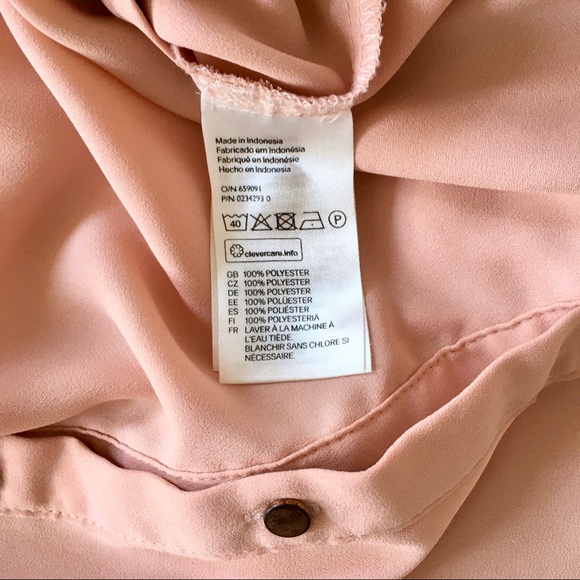 Made in Indonesia
Fabricado em Indonésia
Fabriqué en Indonésie
Hecho en Indonesia
O/N 659091
P/N 0234293 0
40 P
clevercare.info
GB 100% POLYESTER
CZ 100% POLYESTER
DE 100% POLYESTER
EE 100% POLÜESTER
ES 100% POLIÉSTER
FI 100% POLYESTERIA
FR LAVER À LA MACHINE À
L'EAU TIÈDE.
BLANCHIR SANS CHLORE SI
NÉCESSAIRE.